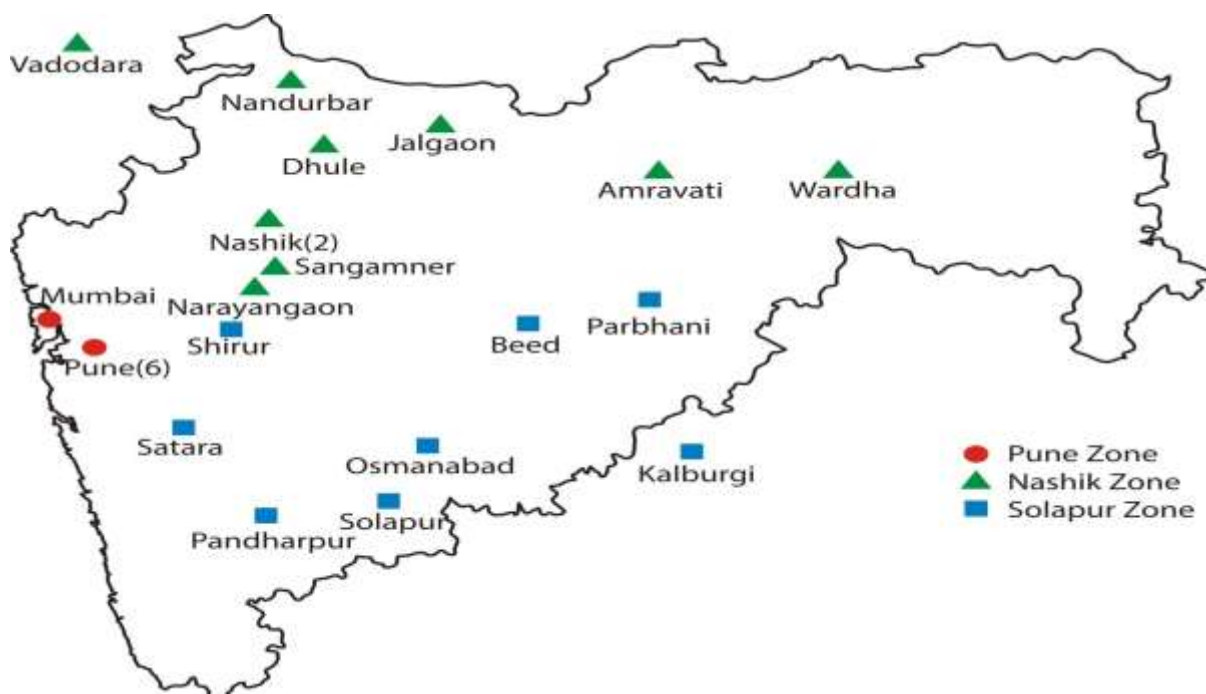 Vadodara
Nandurbar
Jalgaon
Dhule
Amravati
Wardha
Nashik(2)
Sangamner
Mumbai
Narayangaon
Parbhani
Shirur
Beed
Pune(6)
Satara
Osmanabad
Kalburgi
Pune Zone
Nashik Zone
Solapur
Solapur Zone
Pandharpur